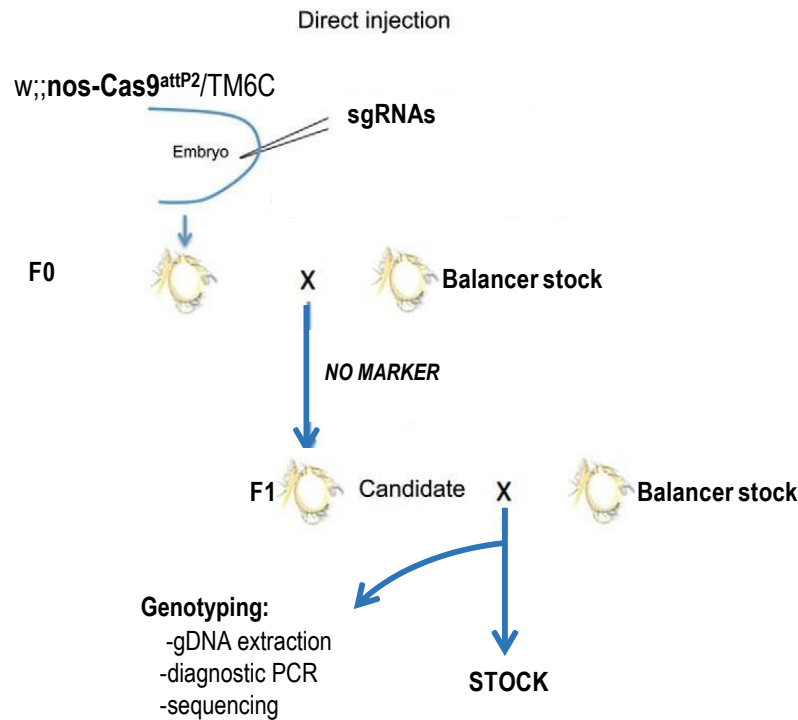 Direct injection
w;;nos-Cas9attP2/TM6C
sgRNAs
Embryo
F0
X
Balancer stock
NO MARKER
F1
Candidate
X
Balancer stock
Genotyping:
-gDNA extraction
-diagnostic PCR
-sequencing
STOCK